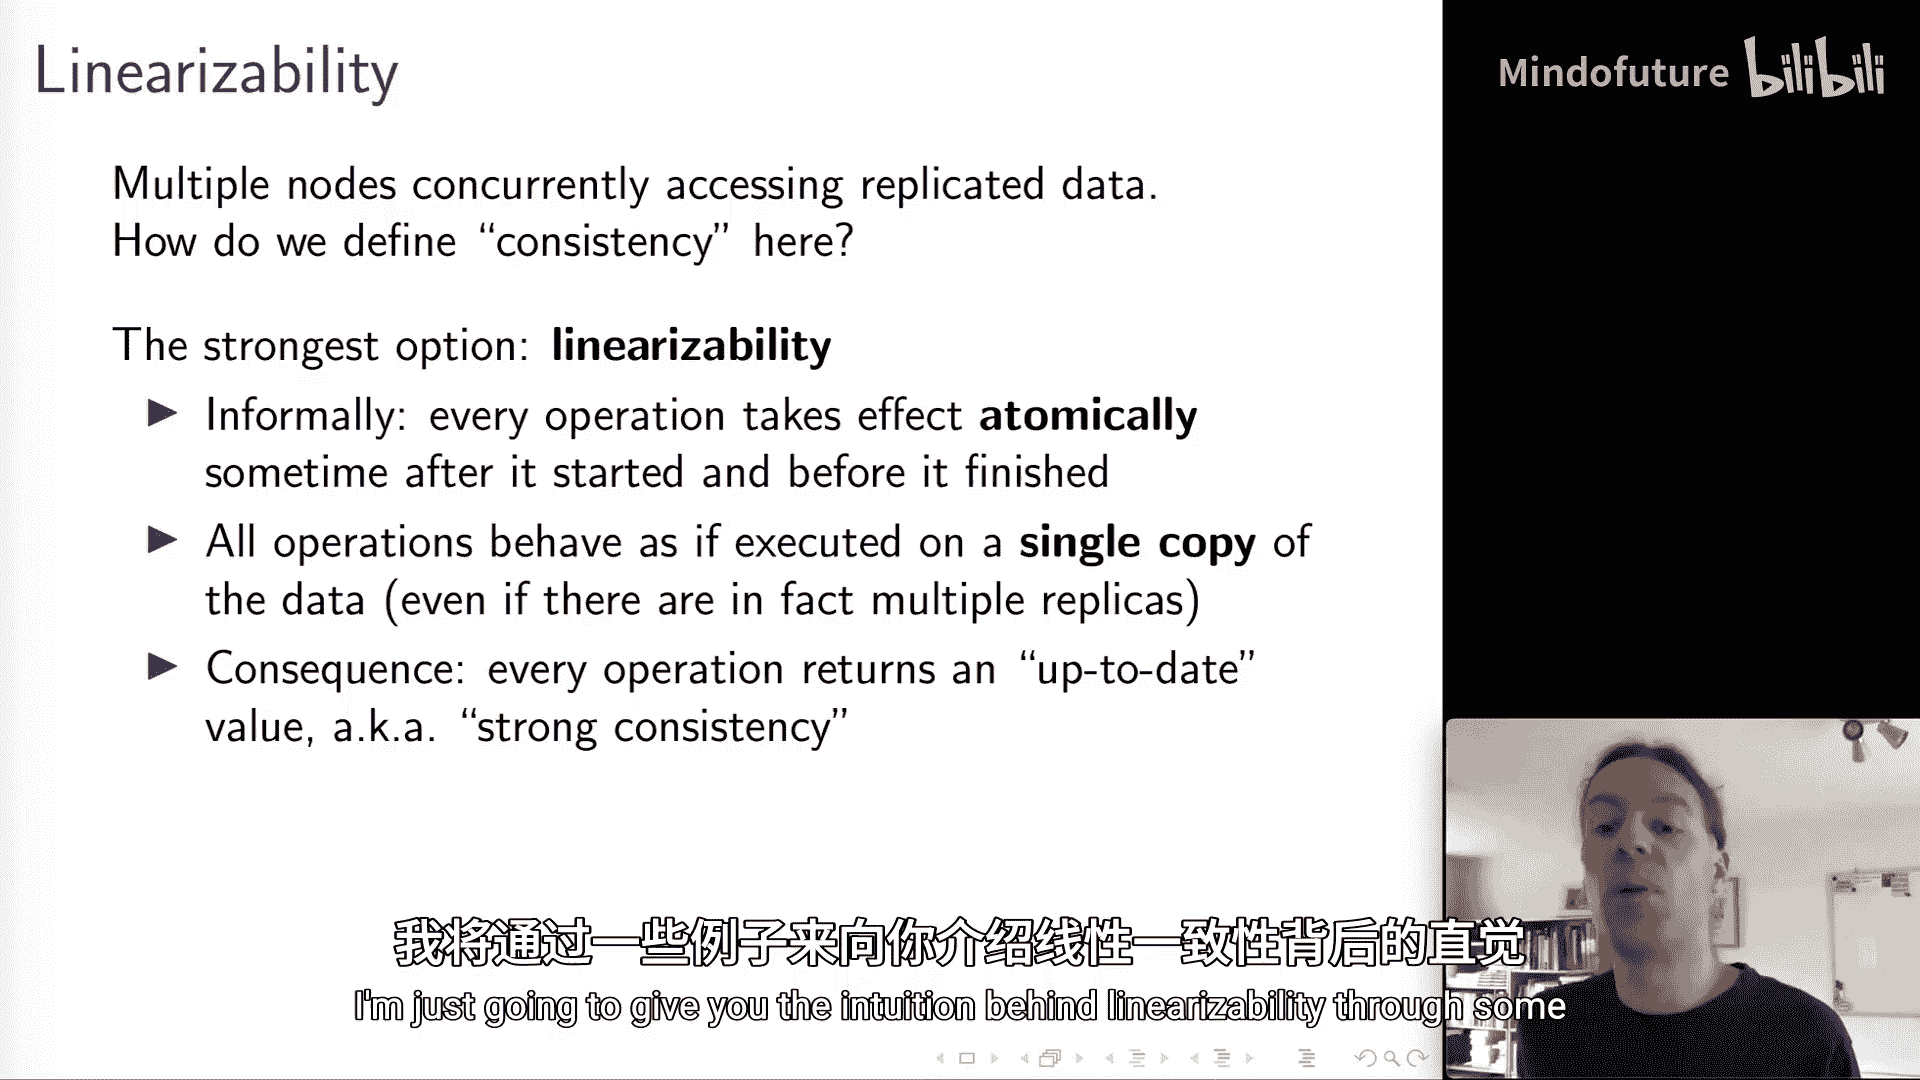 Linearizability
Mindofuture bilibili
Multiple nodes concurrently accessing replicated data.
How do we define “consistency” here?
The strongest option: linearizability
Informally: every operation takes effect atomically
sometime after it started and before it finished
All operations behave as if executed on a single copy of
the data (even if there are in fact multiple replicas)
Consequence: every operation returns an “up-to-date”
value, a.k.a. “strong consistency”
我将通过一些例子来向你介绍线性一致性背后的直觉
I'm just going to give you the intuition behind linearizability through some